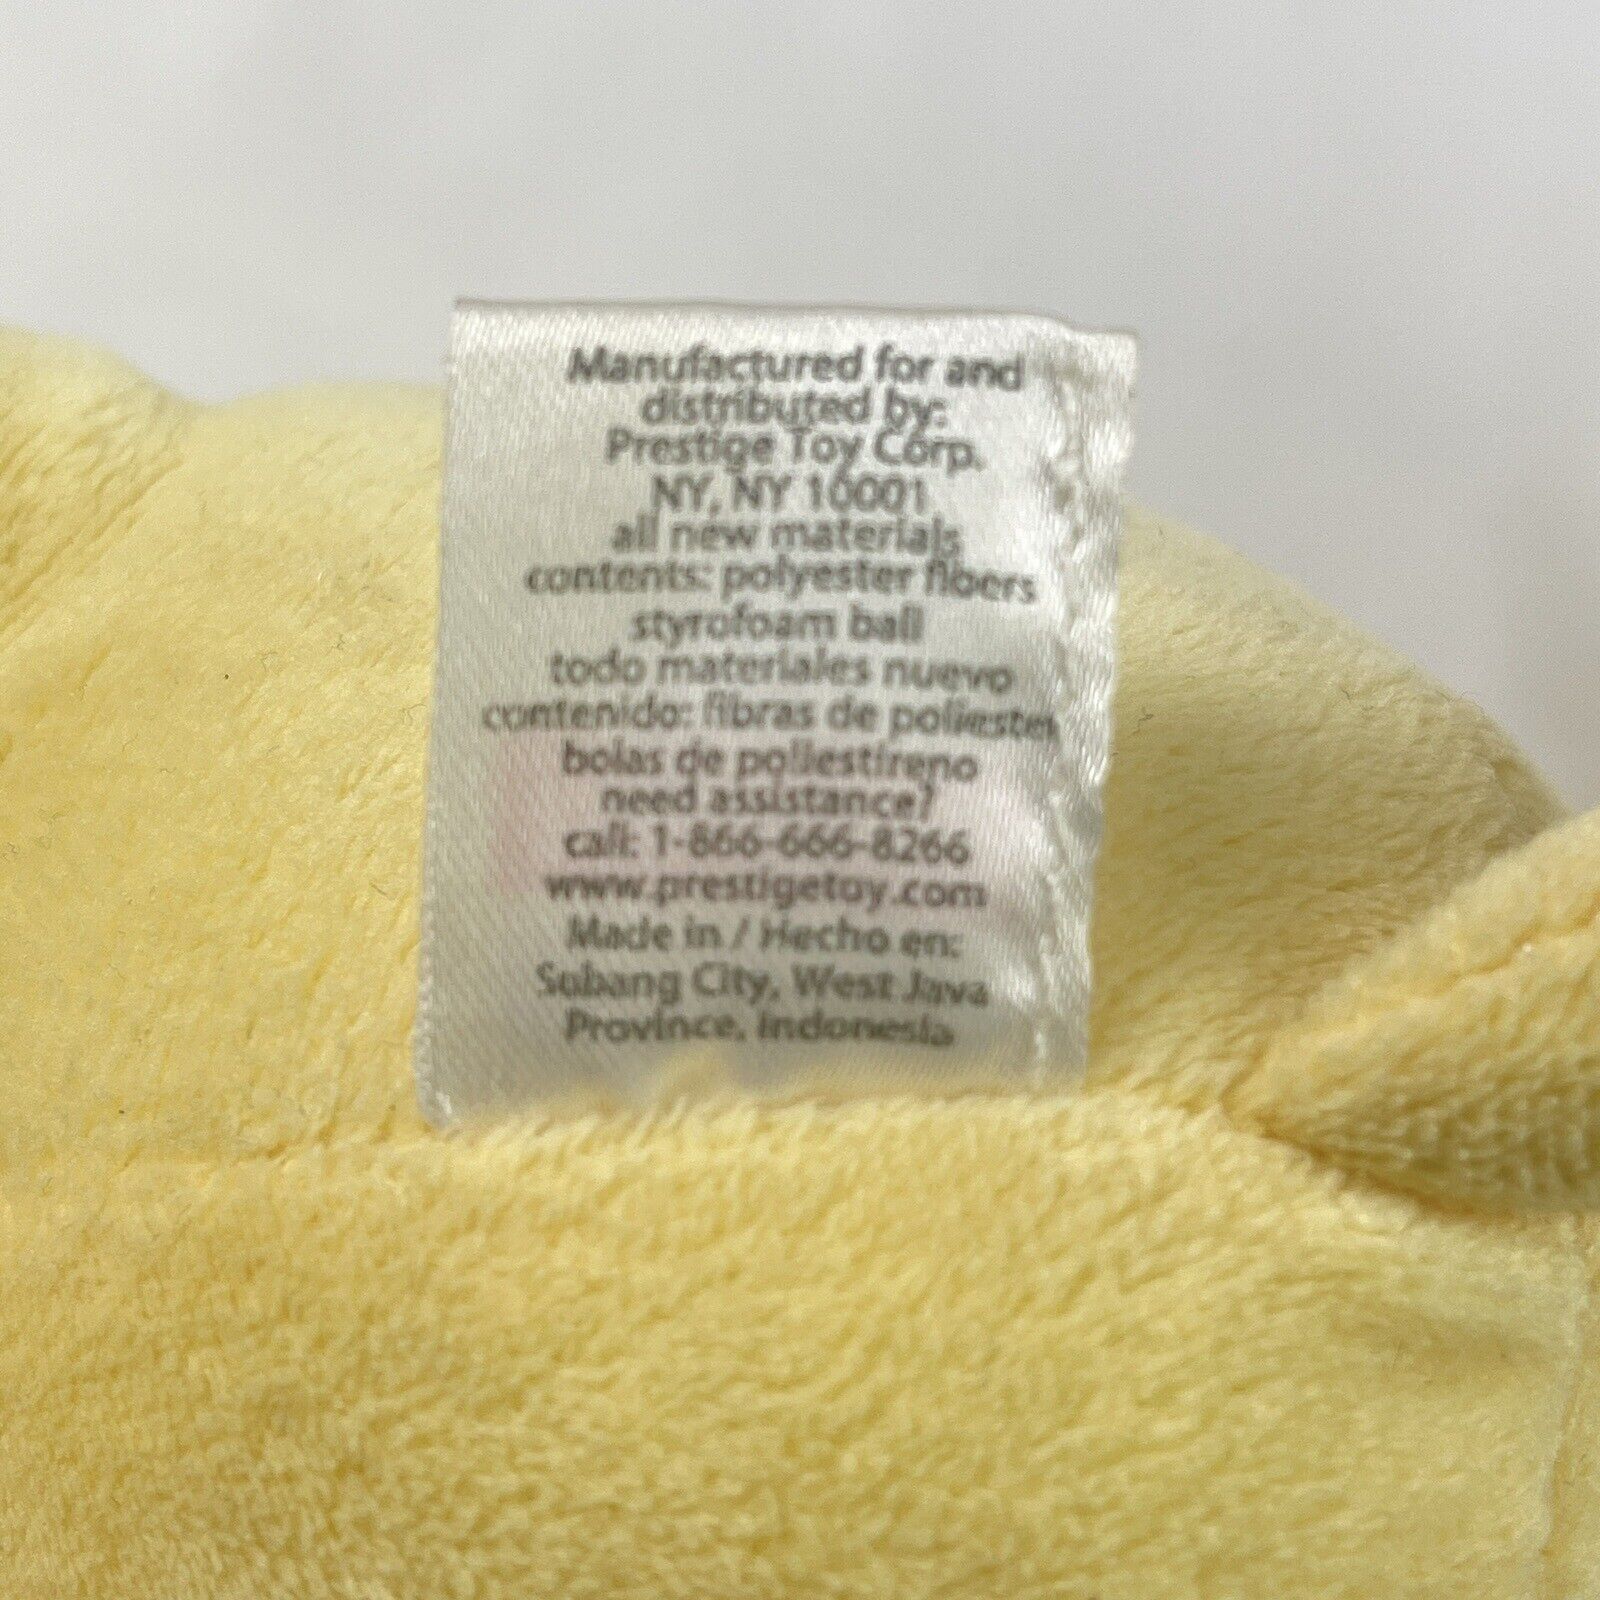 Manufactured for and
distributed by:
Prestige Toy Corp.
NY, NY 10001
all new materials
contents: polyester fibers
styrofoam ball
todo materiales nuevo
contenido: fibras de poliester
bolas de poliestireno
need assistance?
call: 1-866-666-8266
www.prestigetoy.com
Made in / Hecho en:
Subang City, West Java
Province, Indonesia